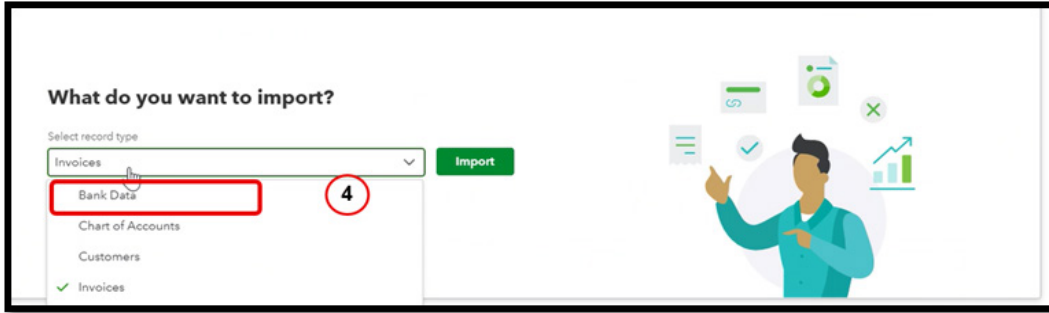 What do you want to import?
Select record type
Invoices
Import
Bank Data
4
Chart of Accounts
Customers
Invoices